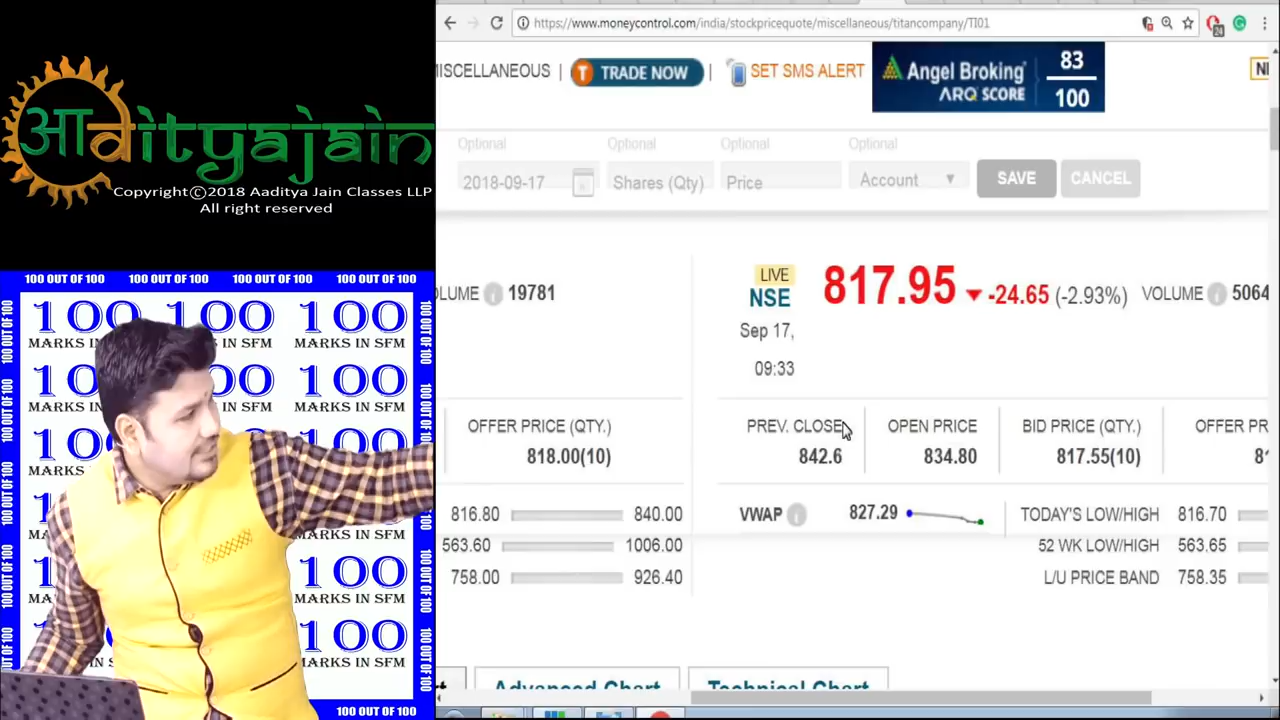 आdityajain
Copyright©2018 Aaditya Jain Classes LLP
All right reserved
100 OUT OF 100 100 OUT OF 100 100 OUT OF 100 100 OUT OF 100
100 100 100
MARKS IN SFM MARKS IN SFM MARKS IN SFM
100 100
MARKS IN SFM MARKS IN SFM
100
MARKS IN SFM
100 OUT OF 100
https://www.moneycontrol.com/india/stockpricequote/miscellaneous/titancompany/TI01
24
MISCELLANEOUS | T TRADE NOW | SET SMS ALERT
Angel Broking
ARQ SCORE
83
100
Optional Optional Optional Optional
2018-09-17 Shares (Qty) Price Account SAVE CANCEL
LUME i 19781
LIVE
NSE
Sep 17,
09:33
817.95 -24.65 (-2.93%) VOLUME i 5064
OFFER PRICE (QTY.)
818.00(10)
PREV. CLOSE OPEN PRICE BID PRICE (QTY.) OFFER PR
842.6 834.80 817.55(10)
816.80 840.00
563.60 1006.00
758.00 926.40
VWAP i 827.29
TODAY'S LOW/HIGH 816.70
52 WK LOW/HIGH 563.65
L/U PRICE BAND 758.35
Advanced Chart Technical Chart